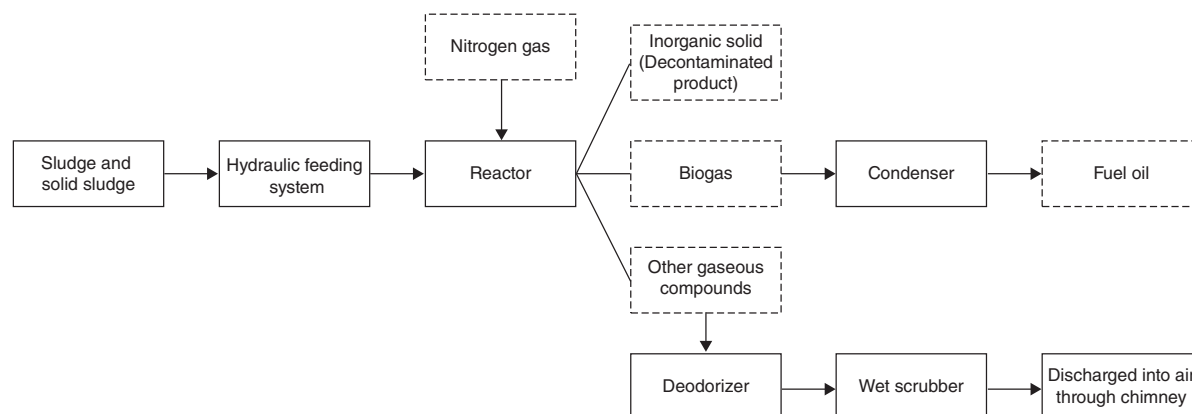 Nitrogen gas
Inorganic solid
(Decontaminated
product)
Sludge and
solid sludge
Hydraulic feeding
system
Reactor
Biogas
Condenser
Fuel oil
Other gaseous
compounds
Deodorizer
Wet scrubber
Discharged into air
through chimney